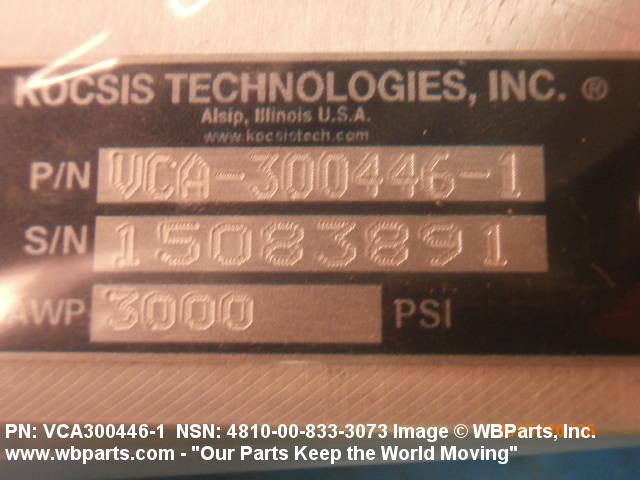 KOCSIS TECHNOLOGIES, INC. ®
Alsip, Illinois U.S.A.
www.kocsistech.com
P/N VCA-300446-1
S/N 15083891
AWP 3000 PSI
PN: VCA300446-1 NSN: 4810-00-833-3073 Image © WBParts, Inc.
www.wbparts.com - "Our Parts Keep the World Moving"